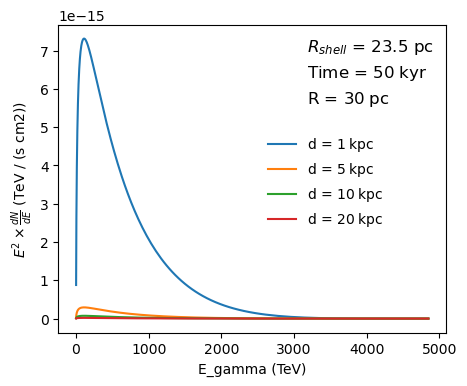 1e−15
R_shell = 23.5 pc
Time = 50 kyr
R = 30 pc
d = 1 kpc
d = 5 kpc
d = 10 kpc
d = 20 kpc
7
6
5
4
3
2
1
0
E² × dN/dE (TeV / (s cm2))
0 1000 2000 3000 4000 5000
E_gamma (TeV)